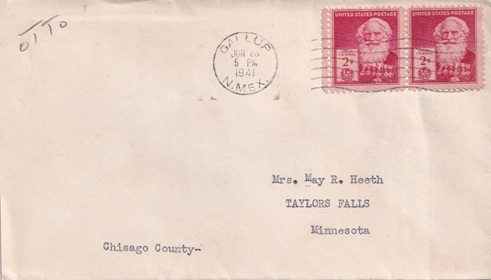 OTTO
GALLUP
JUN 26
5 PM
1941
N.MEX.
UNITED STATES POSTAGE UNITED STATES POSTAGE
2¢ 2¢
Mrs. May R. Heeth
TAYLORS FALLS
Minnesota
Chisago County-